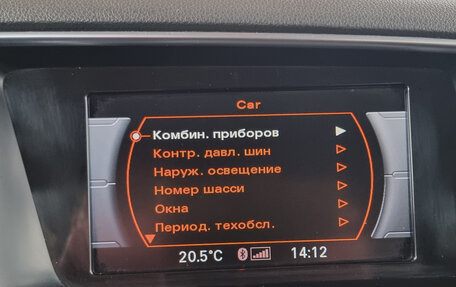 Car
Комбин. приборов
Контр. давл. шин
Наруж. освещение
Номер шасси
Окна
Период. техобсл.
20.5°C 14:12